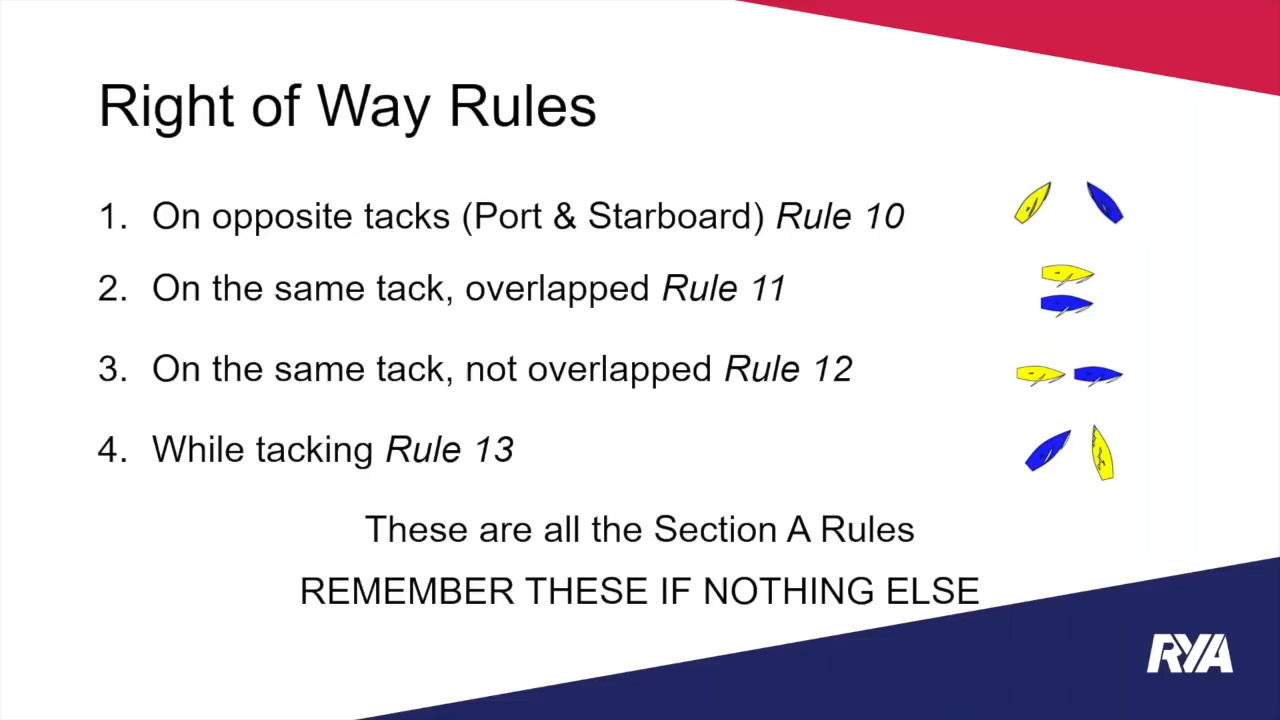 Right of Way Rules
1. On opposite tacks (Port & Starboard) Rule 10
2. On the same tack, overlapped Rule 11
3. On the same tack, not overlapped Rule 12
4. While tacking Rule 13
These are all the Section A Rules
REMEMBER THESE IF NOTHING ELSE
RYA